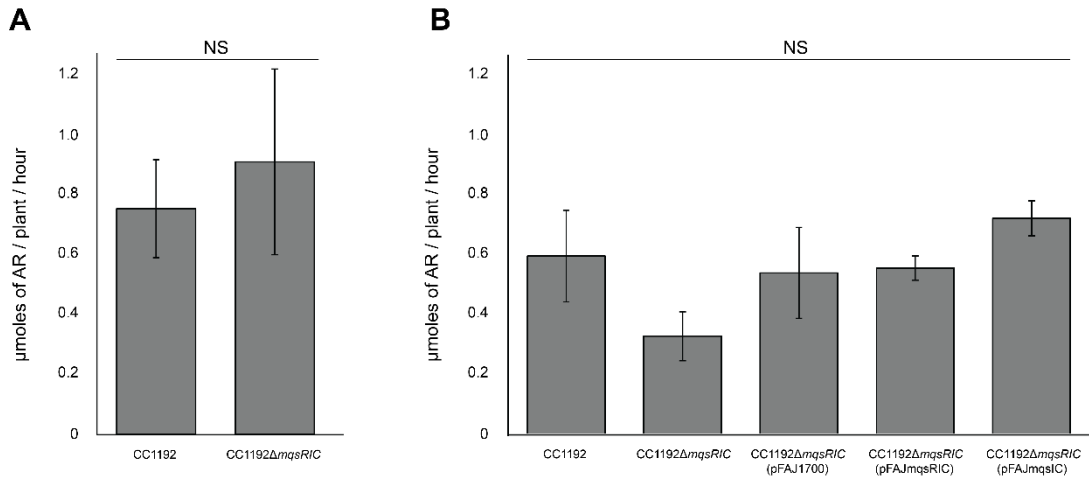 A
NS
µmoles of AR / plant / hour
1.2
1.0
0.8
0.6
0.4
0.2
0
CC1192
CC1192ΔmqsRIC
B
NS
µmoles of AR / plant / hour
1.2
1.0
0.8
0.6
0.4
0.2
0
CC1192
CC1192ΔmqsRIC
CC1192ΔmqsRIC
(pFAJ1700)
CC1192ΔmqsRIC
(pFAJmqsRIC)
CC1192ΔmqsRIC
(pFAJmqsIC)